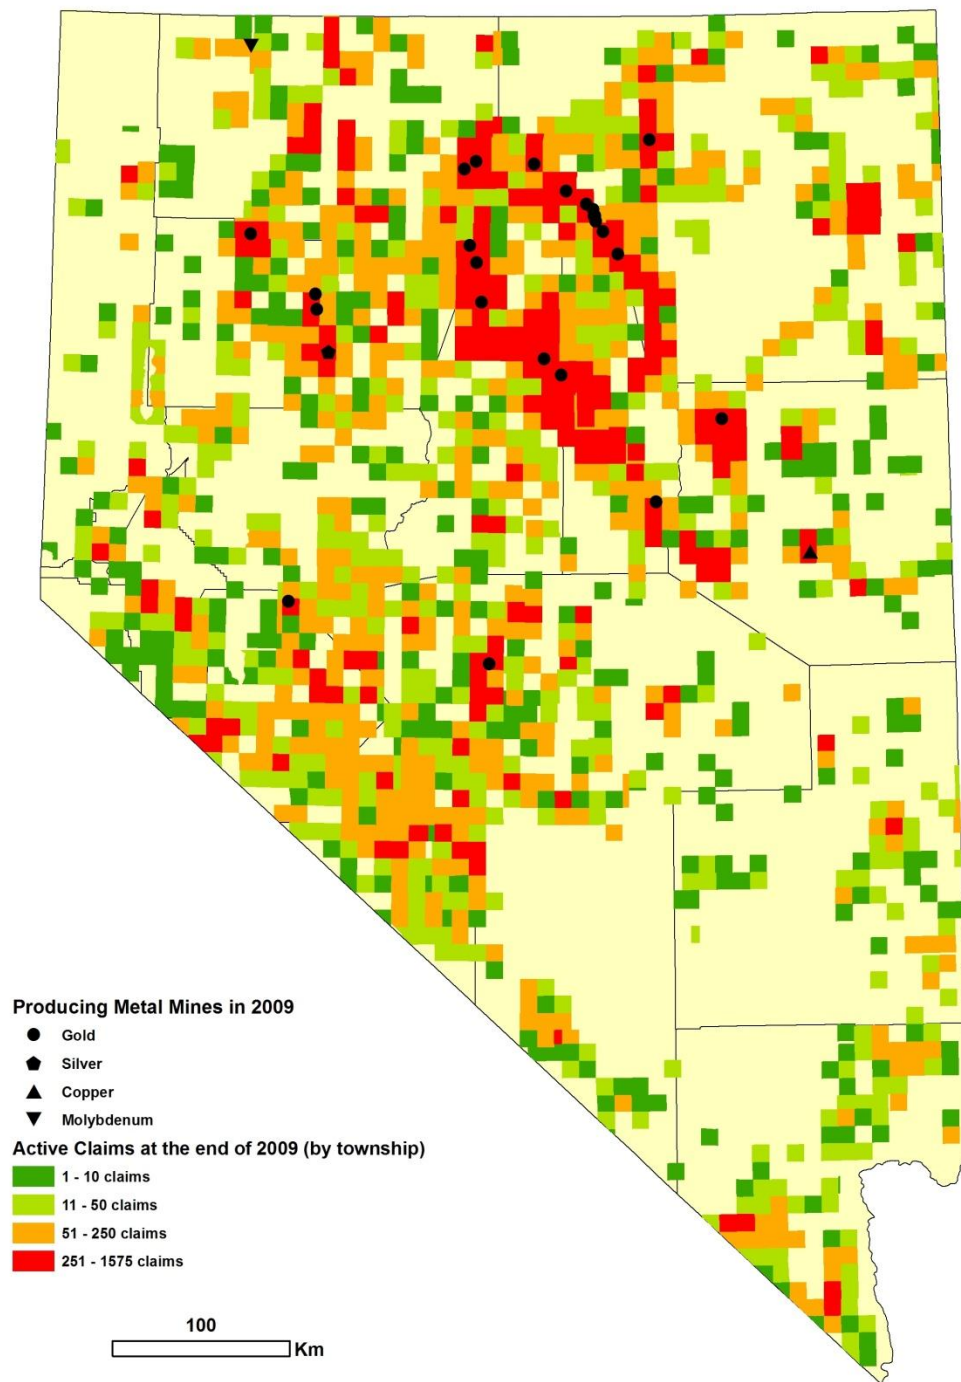 Producing Metal Mines in 2009
Gold
Silver
Copper
Molybdenum
Active Claims at the end of 2009 (by township)
1 - 10 claims
11 - 50 claims
51 - 250 claims
251 - 1575 claims
100
Km